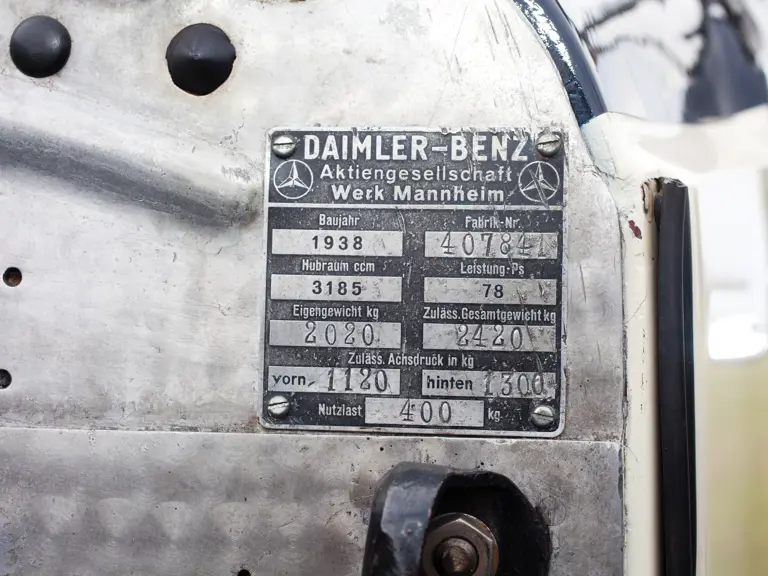 DAIMLER-BENZ
Aktiengesellschaft
Werk Mannheim
Baujahr Fabrik-Nr.
1938 407841
Hubraum ccm Leistung-Ps
3185 78
Eigengewicht kg Zuläss.Gesamtgewicht kg
2020 2420
Zuläss. Achsdruck in kg
vorn 1120 hinten 1300
Nutzlast 400 kg